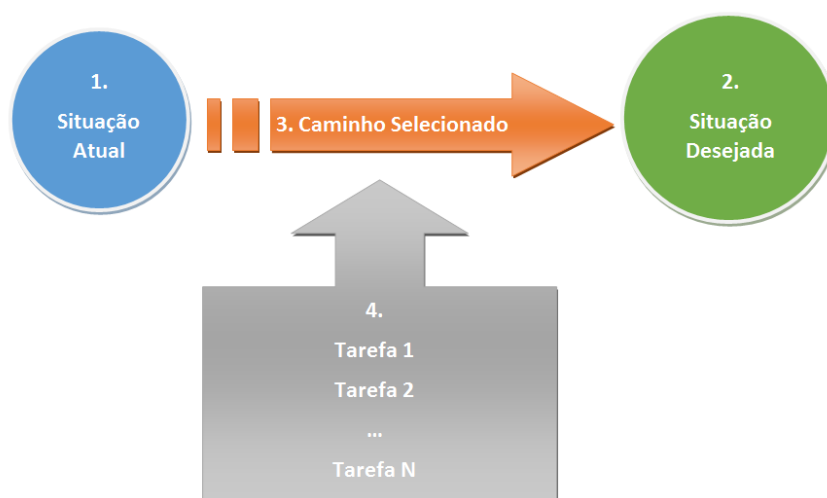 1.
Situação
Atual
3. Caminho Selecionado
2.
Situação
Desejada
4.
Tarefa 1
Tarefa 2
...
Tarefa N